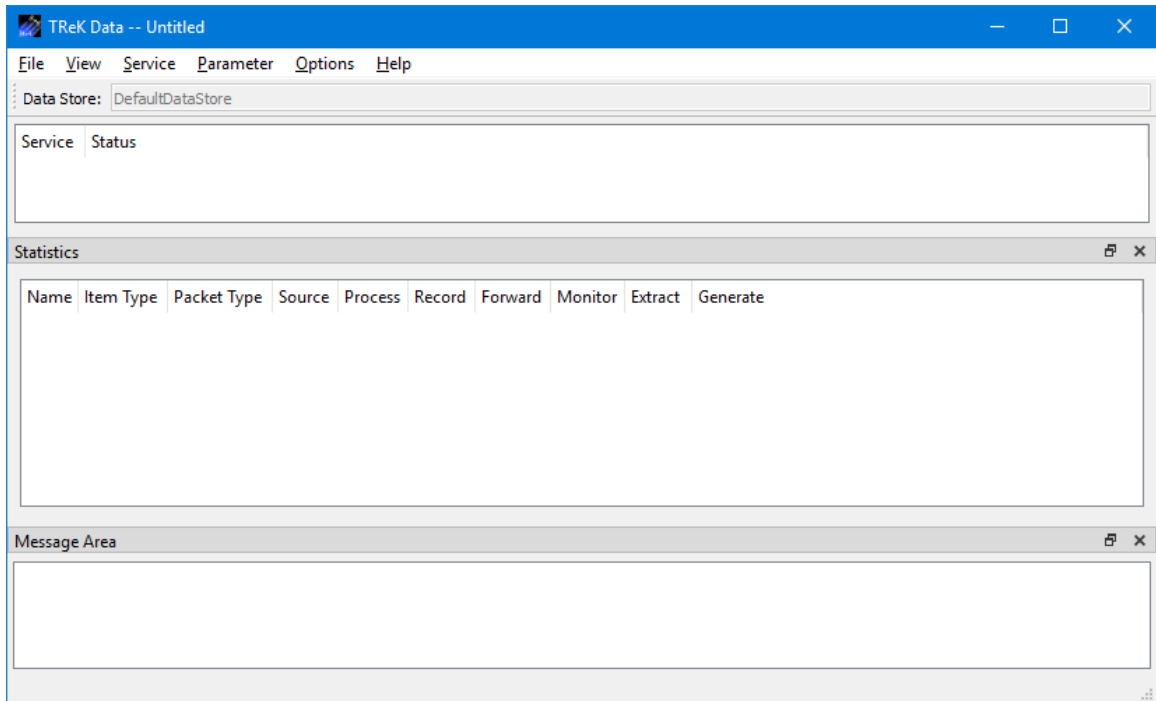 TReK Data -- Untitled
File View Service Parameter Options Help
Data Store: DefaultDataStore
Service Status
Statistics
Name Item Type Packet Type Source Process Record Forward Monitor Extract Generate
Message Area